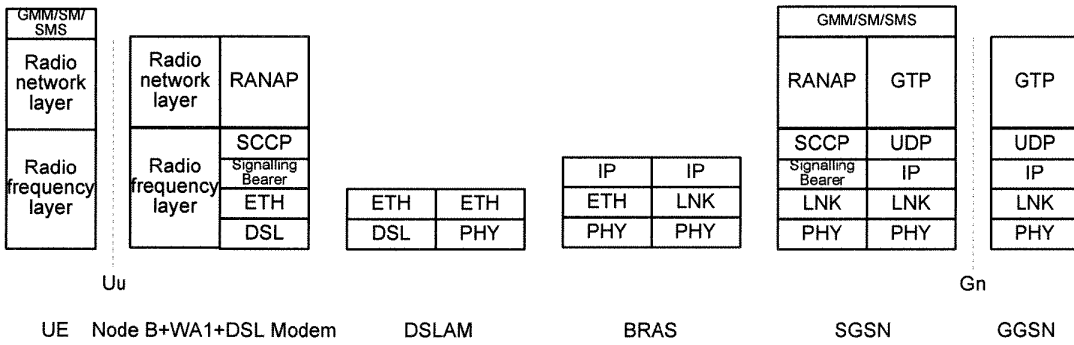 GMM/SM/
SMS
Radio
network
layer
Radio
frequency
layer
Radio
network
layer
RANAP
Radio
frequency
layer
SCCP
Signalling
Bearer
ETH
DSL
ETH ETH
DSL PHY
IP IP
ETH LNK
PHY PHY
GMM/SM/SMS
RANAP GTP
SCCP UDP
Signalling
Bearer
IP
LNK LNK
PHY PHY
GTP
UDP
IP
LNK
PHY
Uu
Gn
UE Node B+WA1+DSL Modem DSLAM BRAS SGSN GGSN